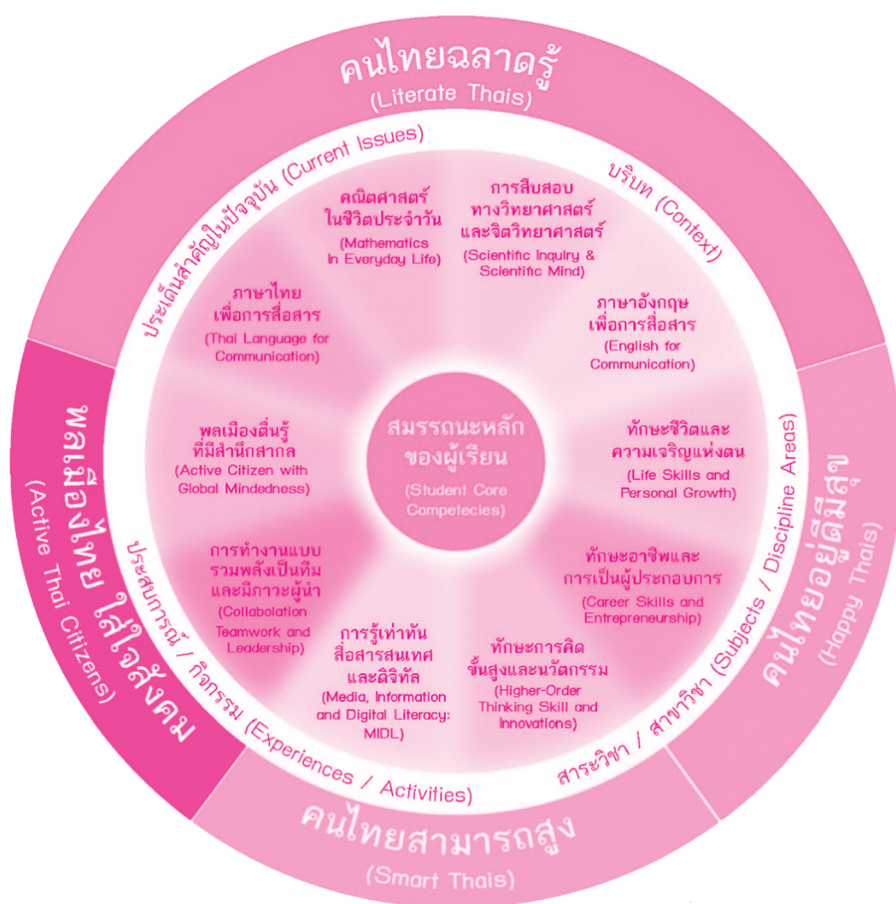 คนไทยฉลาดรู้
(Literate Thais)
ประเด็นสำคัญในปัจจุบัน (Current Issues)
บริบท (Context)
คณิตศาสตร์
ในชีวิตประจำวัน
(Mathematics
In Everyday Life)
การสืบสอบ
ทางวิทยาศาสตร์
และจิตวิทยาศาสตร์
(Scientific Inquiry &
Scientific Mind)
ภาษาไทย
เพื่อการสื่อสาร
(Thai Language for
Communication)
ภาษาอังกฤษ
เพื่อการสื่อสาร
(English for
Communication)
พลเมืองตื่นรู้
ที่มีสำนึกสากล
(Active Citizen with
Global Mindedness)
สมรรถนะหลัก
ของผู้เรียน
(Student Core
Competecies)
ทักษะชีวิตและ
ความเจริญแห่งตน
(Life Skills and
Personal Growth)
การทำงานแบบ
รวมพลังเป็นทีม
และมีภาวะผู้นำ
(Collabolation
Teamwork and
Leadership)
การรู้เท่าทัน
สื่อสารสนเทศ
และดิจิทัล
(Media, Information
and Digital Literacy:
MIDL)
ทักษะการคิด
ขั้นสูงและนวัตกรรม
(Higher-Order
Thinking Skill and
Innovations)
ทักษะอาชีพและ
การเป็นผู้ประกอบการ
(Career Skills and
Entrepreneurship)
ประสบการณ์ / กิจกรรม (Experiences / Activities)
สาระวิชา / สาขาวิชา (Subjects / Discipline Areas)
พลเมืองไทย ใส่ใจสังคม
(Active Thai Citizens)
คนไทยอยู่ดีมีสุข
(Happy Thais)
คนไทยสามารถสูง
(Smart Thais)